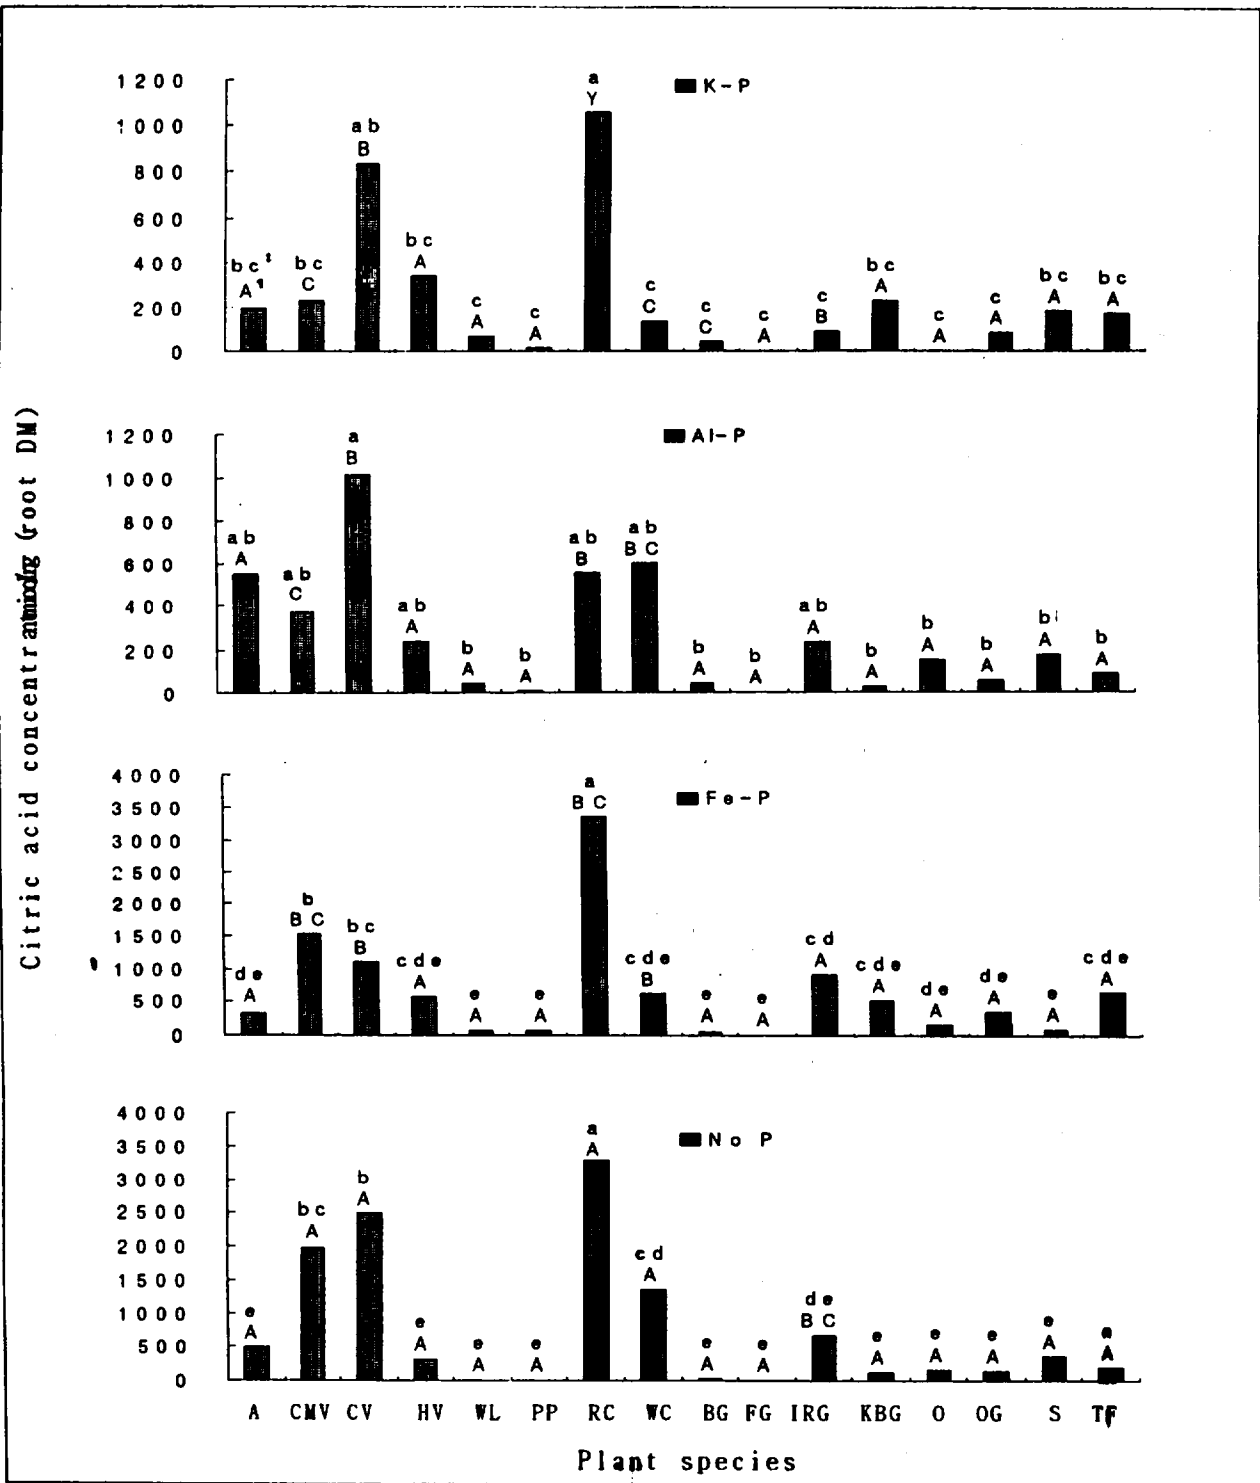 Citric acid concentration (root DM)
K-P
1200
1000
800
600
400
200
0
bc‡ bc ab bc c c a c c c c bc c c bc bc
A¶ C B A A A Y C C A B A A A A A
Al-P
1200
1000
800
600
400
200
0
ab ab a ab b b ab ab b b ab b b b b b
A C B A A A B BC A A A A A A A A
Fe-P
4000
3500
3000
2500
2000
1500
1000
500
0
de b bc cde e e a cde e e cd cde de de e cde
A BC B A A A BC B A A A A A A A A
No P
4000
3500
3000
2500
2000
1500
1000
500
0
e bc b e e e a cd e e de e e e e e
A A A A A A A A A A BC A A A A A
A CMV CV HV WL PP RC WC BG FG IRG KBG O OG S TF
Plant species